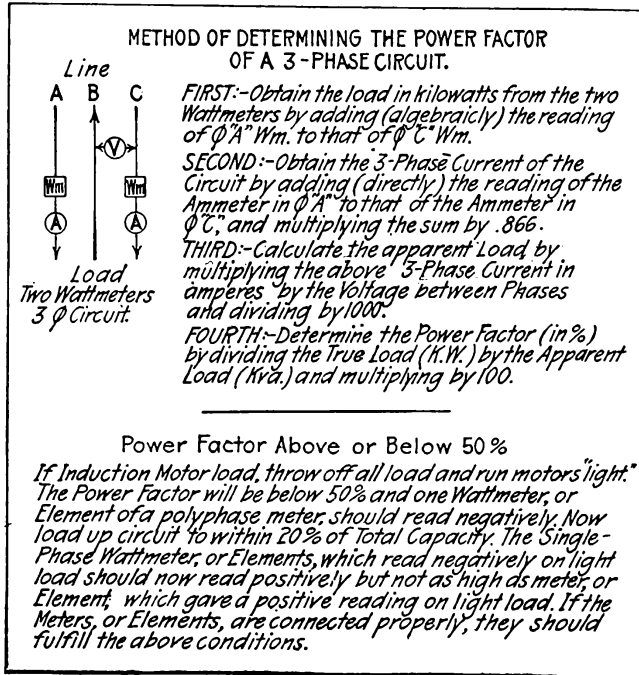 METHOD OF DETERMINING THE POWER FACTOR
OF A 3-PHASE CIRCUIT.
Line
A B C
V
Wm Wm
A A
Load
Two Wattmeters
3 ϕ Circuit.
FIRST:-Obtain the load in kilowatts from the two
Wattmeters by adding (algebraicly) the reading
of ϕ"A" Wm. to that of ϕ"C" Wm.
SECOND:-Obtain the 3-Phase Current of the
Circuit by adding (directly) the reading of the
Ammeter in ϕ"A" to that of the Ammeter in
ϕ"C", and multiplying the sum by .866.
THIRD:-Calculate the apparent Load by
multiplying the above "3-Phase Current in
amperes" by the Voltage between Phases
and dividing by 1000.
FOURTH:-Determine the Power Factor (in %)
by dividing the True Load (K.W.) by the Apparent
Load (Kva.) and multiplying by 100.
Power Factor Above or Below 50%
If Induction Motor load, throw off all load and run motors "light."
The Power Factor will be below 50% and one Wattmeter, or
Element of a polyphase meter, should read negatively. Now
load up circuit to within 20% of Total Capacity. The Single-
Phase Wattmeter, or Elements, which read negatively on light
load should now read positively but not as high as meter, or
Element, which gave a positive reading on light load. If the
Meters, or Elements, are connected properly, they should
fulfill the above conditions.